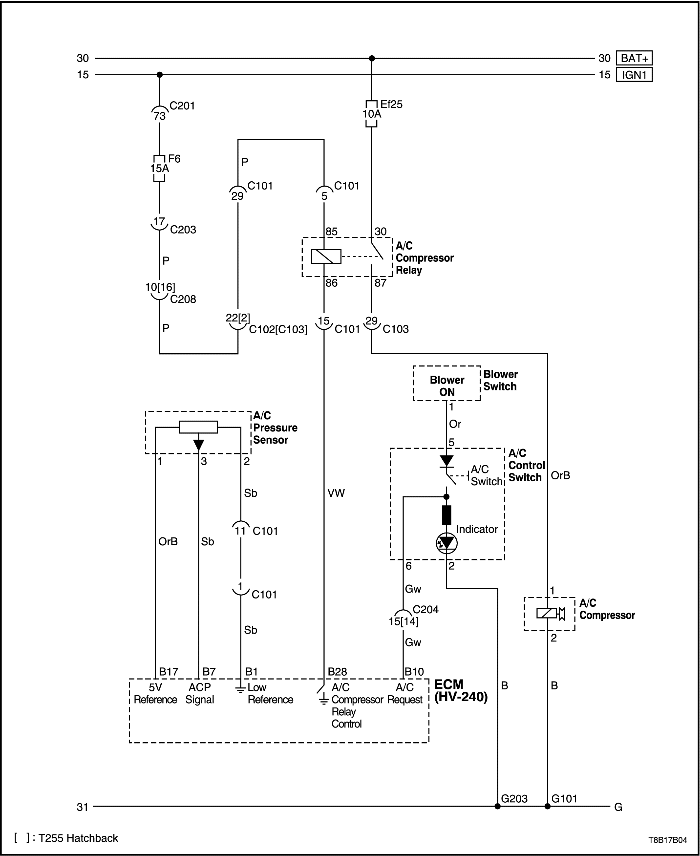 30 30 BAT+
15 15 IGN1
C201
73
Ef25
10A
F6
15A
P
C101
29
C101
5
17
C203
85 30
A/C
Compressor
Relay
P
10[16]
C208
86 87
P
22[2]
C102[C103]
15
C101
29
C103
Blower
ON
Blower
Switch
1
Or
A/C
Pressure
Sensor
1 3 2
5
A/C
Control
Switch
A/C
Switch
OrB
Sb
VW
11
C101
Indicator
OrB
Sb
6 2
1
C101
Gw
C204
15[14]
1
A/C
Compressor
2
Sb
Gw
B17 B7 B1 B28 B10
5V
Reference
ACP
Signal
Low
Reference
A/C
Compressor
Relay
Control
A/C
Request
ECM
(HV-240)
B
B
31
G203
G101
G
[ ] : T255 Hatchback
T8B17B04